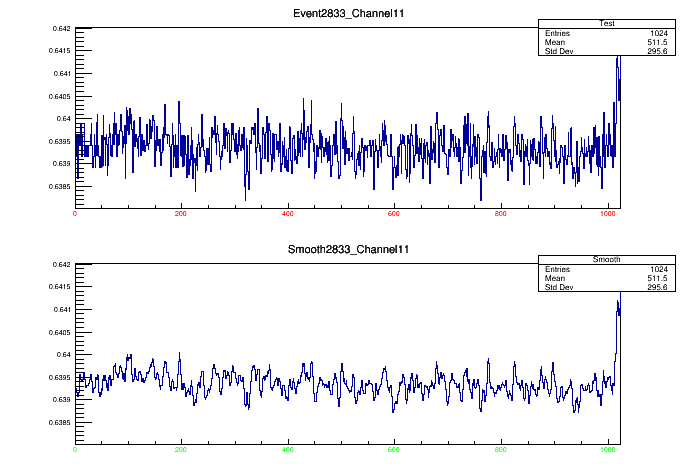 Event2833_Channel11
Test
Entries 1024
Mean 511.5
Std Dev 295.6
0.642
0.6415
0.641
0.6405
0.64
0.6395
0.639
0.6385
0 200 400 600 800 1000
Smooth2833_Channel11
Smooth
Entries 1024
Mean 511.5
Std Dev 295.6
0.642
0.6415
0.641
0.6405
0.64
0.6395
0.639
0.6385
0 200 400 600 800 1000